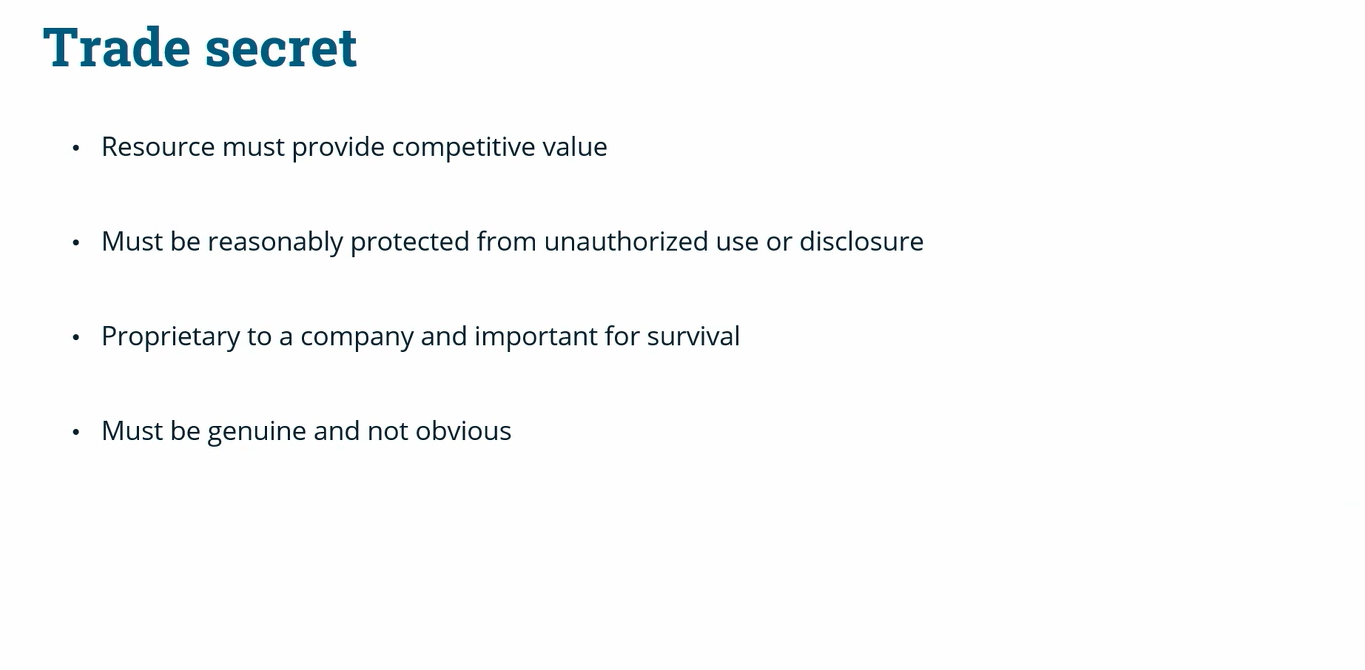 Trade secret
• Resource must provide competitive value
• Must be reasonably protected from unauthorized use or disclosure
• Proprietary to a company and important for survival
• Must be genuine and not obvious